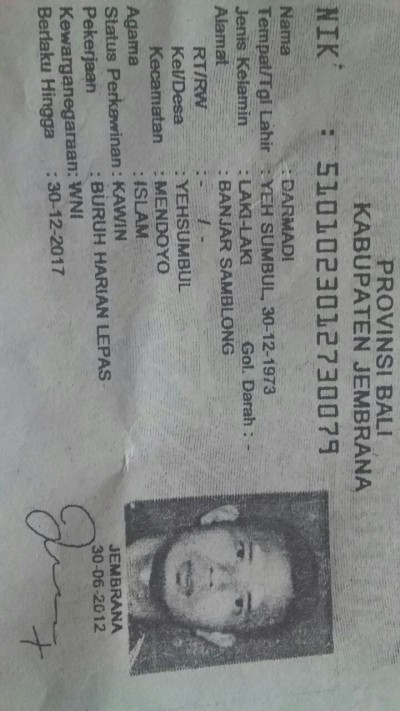 PROVINSI BALI
KABUPATEN JEMBRANA
NIK : 5101023012730079
Nama : DARMADI
Tempat/Tgl Lahir : YEH SUMBUL, 30-12-1973
Jenis Kelamin : LAKI-LAKI Gol. Darah : -
Alamat : BANJAR SAMBLONG
RT/RW : - / -
Kel/Desa : YEHSUMBUL
Kecamatan : MENDOYO
Agama : ISLAM
Status Perkawinan : KAWIN
Pekerjaan : BURUH HARIAN LEPAS
Kewarganegaraan: WNI
Berlaku Hingga : 30-12-2017
JEMBRANA
30-06-2012